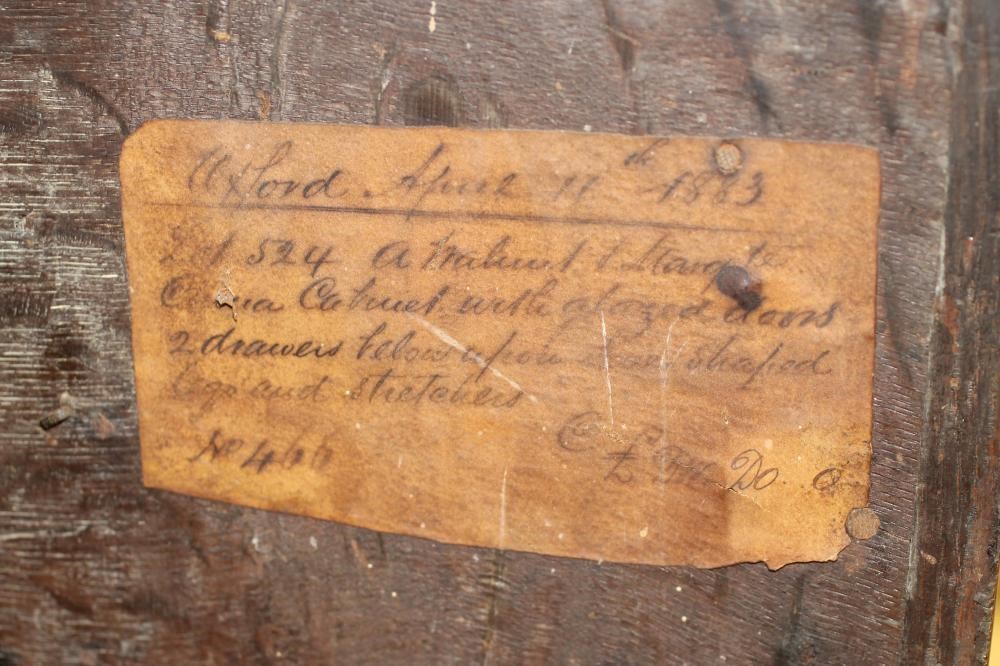 Oxford. April 11th 1883
Lot 524 A Walnut &
China Cabinet with glazed doors
2 drawers below upon shaped
legs and stretchers
No 466
Do.